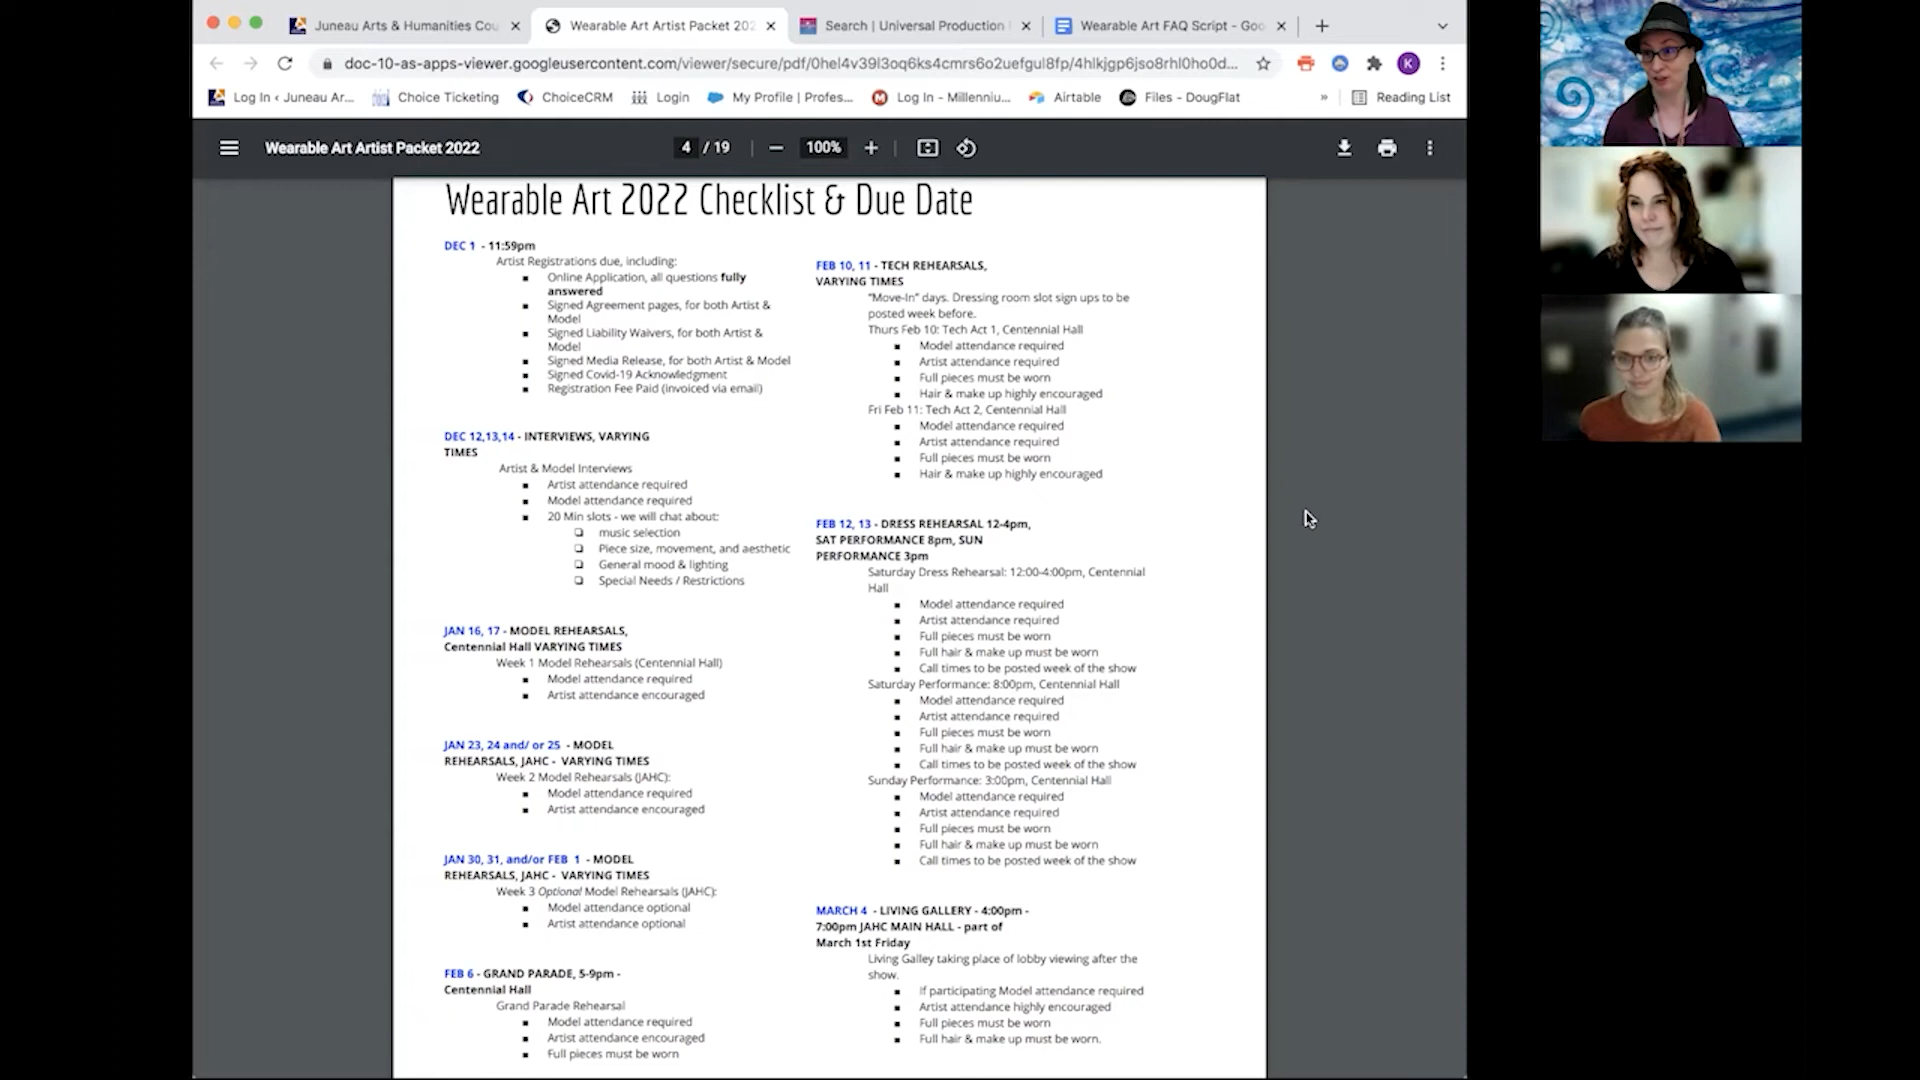 Juneau Arts & Humanities Cou
Wearable Art Artist Packet 202
Search | Universal Production
Wearable Art FAQ Script - Goo
doc-10-as-apps-viewer.googleusercontent.com/viewer/secure/pdf/0hel4v39l3oq6ks4cmrs6o2uefgul8fp/4hlkjgp6jso8rhl0ho0d...
K
Log In ‹ Juneau Ar...
Choice Ticketing
ChoiceCRM
Login
My Profile | Profes...
Log In - Millenniu...
Airtable
Files - DougFlat
»
Reading List
Wearable Art Artist Packet 2022
4 / 19
100%
Wearable Art 2022 Checklist & Due Date
DEC 1 - 11:59pm
Artist Registrations due, including:
Online Application, all questions fully
answered
Signed Agreement pages, for both Artist &
Model
Signed Liability Waivers, for both Artist &
Model
Signed Media Release, for both Artist & Model
Signed Covid-19 Acknowledgment
Registration Fee Paid (invoiced via email)
DEC 12,13,14 - INTERVIEWS, VARYING
TIMES
Artist & Model Interviews
Artist attendance required
Model attendance required
20 Min slots - we will chat about:
music selection
Piece size, movement, and aesthetic
General mood & lighting
Special Needs / Restrictions
JAN 16, 17 - MODEL REHEARSALS,
Centennial Hall VARYING TIMES
Week 1 Model Rehearsals (Centennial Hall)
Model attendance required
Artist attendance encouraged
JAN 23, 24 and/ or 25 - MODEL
REHEARSALS, JAHC - VARYING TIMES
Week 2 Model Rehearsals (JAHC):
Model attendance required
Artist attendance encouraged
JAN 30, 31, and/or FEB 1 - MODEL
REHEARSALS, JAHC - VARYING TIMES
Week 3 Optional Model Rehearsals (JAHC):
Model attendance optional
Artist attendance optional
FEB 6 - GRAND PARADE, 5-9pm -
Centennial Hall
Grand Parade Rehearsal
Model attendance required
Artist attendance encouraged
Full pieces must be worn
FEB 10, 11 - TECH REHEARSALS,
VARYING TIMES
"Move-In" days. Dressing room slot sign ups to be
posted week before.
Thurs Feb 10: Tech Act 1, Centennial Hall
Model attendance required
Artist attendance required
Full pieces must be worn
Hair & make up highly encouraged
Fri Feb 11: Tech Act 2, Centennial Hall
Model attendance required
Artist attendance required
Full pieces must be worn
Hair & make up highly encouraged
FEB 12, 13 - DRESS REHEARSAL 12-4pm,
SAT PERFORMANCE 8pm, SUN
PERFORMANCE 3pm
Saturday Dress Rehearsal: 12:00-4:00pm, Centennial
Hall
Model attendance required
Artist attendance required
Full pieces must be worn
Full hair & make up must be worn
Call times to be posted week of the show
Saturday Performance: 8:00pm, Centennial Hall
Model attendance required
Artist attendance required
Full pieces must be worn
Full hair & make up must be worn
Call times to be posted week of the show
Sunday Performance: 3:00pm, Centennial Hall
Model attendance required
Artist attendance required
Full pieces must be worn
Full hair & make up must be worn
Call times to be posted week of the show
MARCH 4 - LIVING GALLERY - 4:00pm -
7:00pm JAHC MAIN HALL - part of
March 1st Friday
Living Galley taking place of lobby viewing after the
show.
If participating Model attendance required
Artist attendance highly encouraged
Full pieces must be worn
Full hair & make up must be worn.